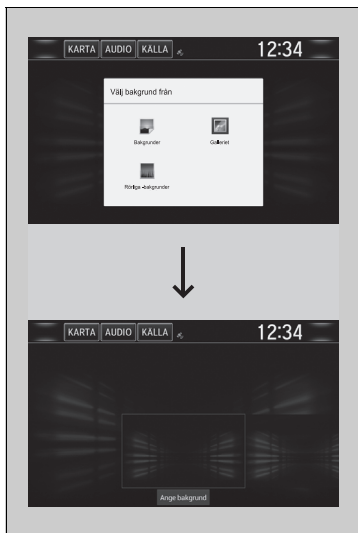 KARTA AUDIO KÄLLA 12:34
Välj bakgrund från
Bakgrunder Galleriet
Rörliga -bakgrunder
KARTA AUDIO KÄLLA 12:34
Ange bakgrund